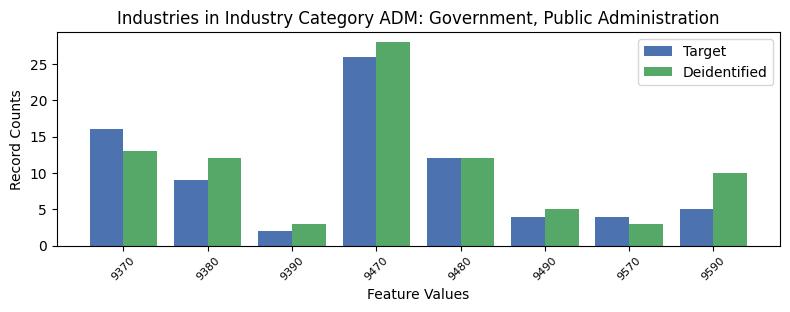 Industries in Industry Category ADM: Government, Public Administration
Target
Deidentified
Record Counts
25
20
15
10
5
0
9370 9380 9390 9470 9480 9490 9570 9590
Feature Values